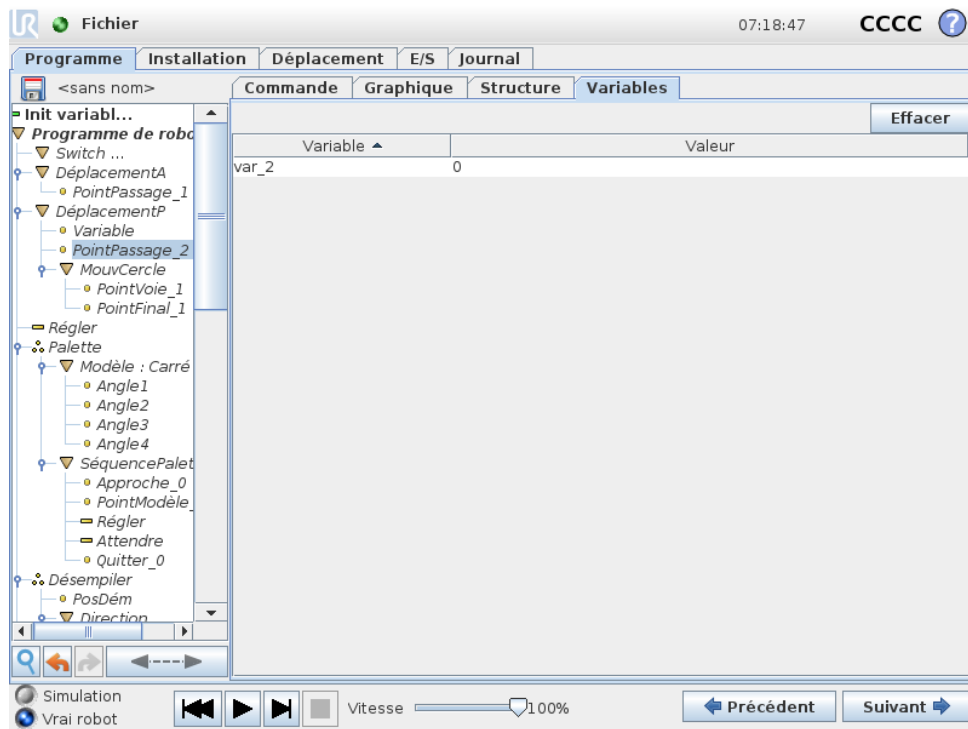 Fichier 07:18:47 CCCC ?
Programme Installation Déplacement E/S Journal
<sans nom> Commande Graphique Structure Variables
Init variabl... Effacer
Programme de robo
Variable Valeur
Switch ...
var_2 0
DéplacementA
PointPassage_1
DéplacementP
Variable
PointPassage_2
MouvCercle
PointVoie_1
PointFinal_1
Régler
Palette
Modèle : Carré
Angle1
Angle2
Angle3
Angle4
SéquencePalet
Approche_0
PointModèle_
Régler
Attendre
Quitter_0
Désempiler
PosDém
Direction
Simulation
Vrai robot
Vitesse 100% Précédent Suivant